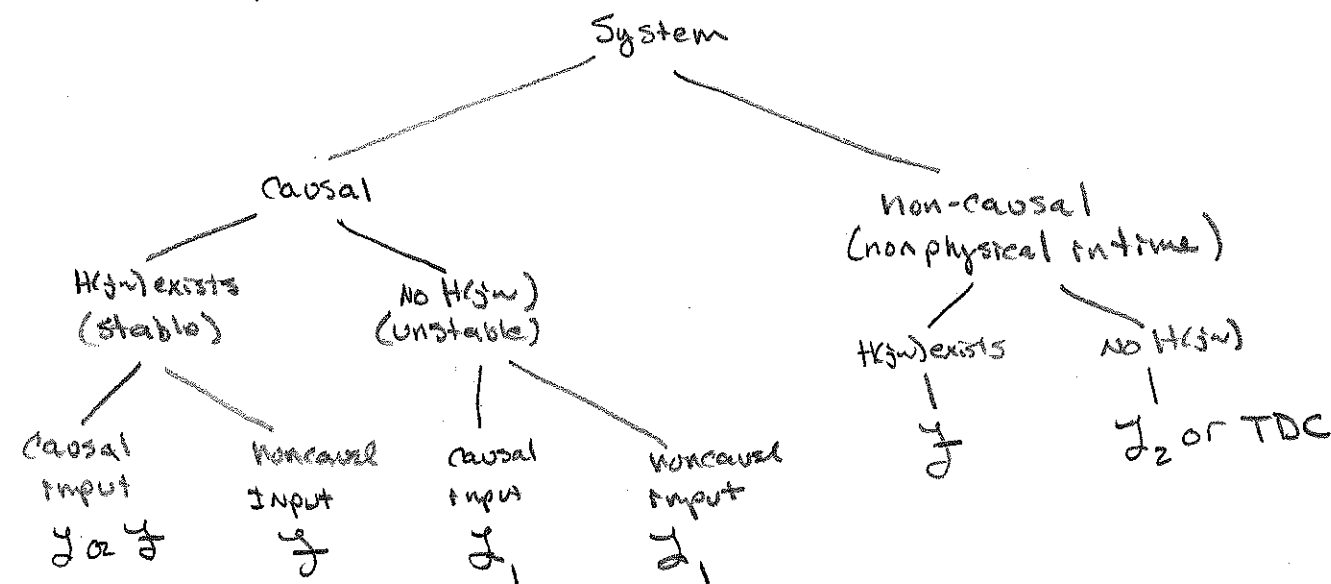 System
Causal
non-causal
(nonphysical in time)
H(jω) exists
(stable)
No H(jω)
(unstable)
H(jω) exists
No H(jω)
ℱ
ℒ₂ or TDC
Causal
input
ℒ or ℱ
noncausal
Input
ℱ
causal
input
ℒ₁
noncausal
input
ℒ₁